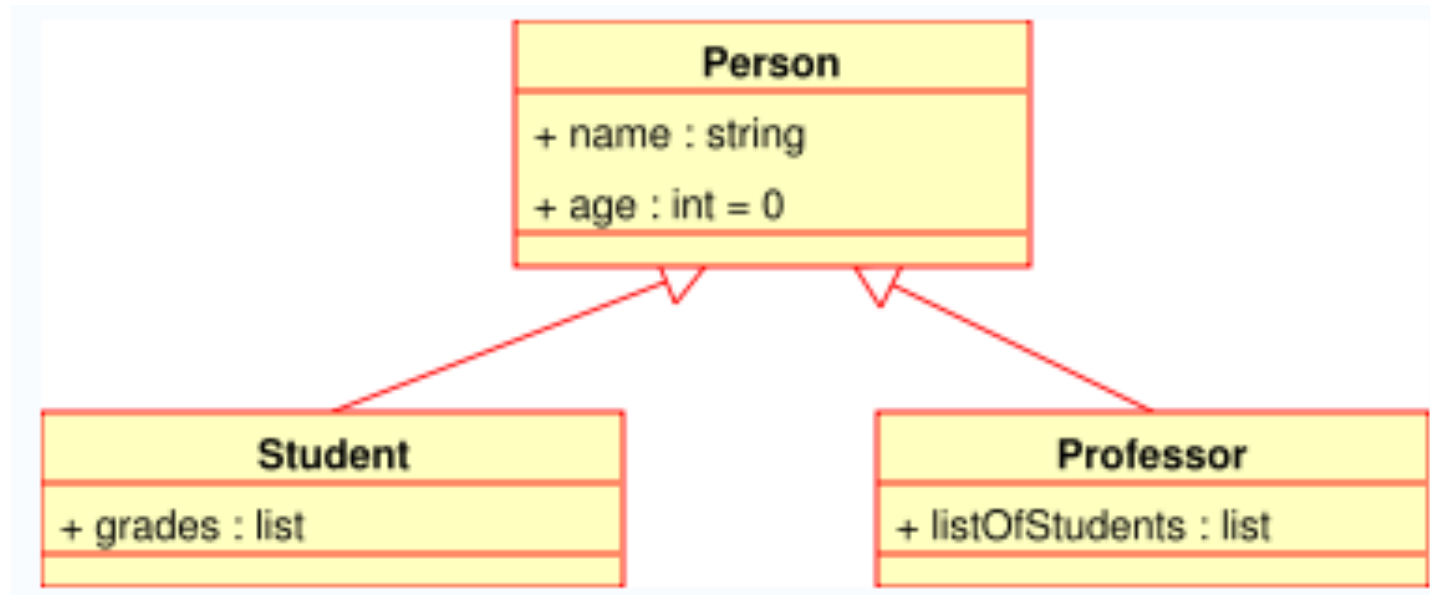 Person
+ name : string
+ age : int = 0
Student
+ grades : list
Professor
+ listOfStudents : list